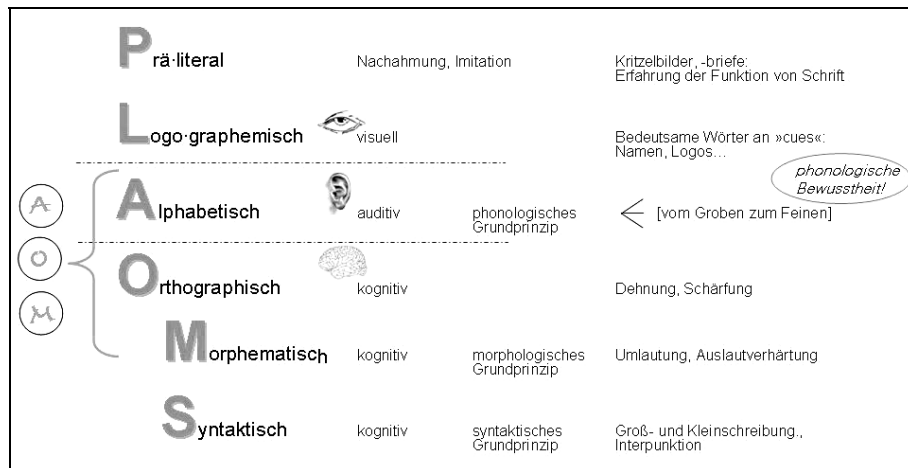 Prä·literal Nachahmung, Imitation Kritzelbilder, -briefe:
Erfahrung der Funktion von Schrift
Logo·graphemisch visuell Bedeutsame Wörter an »cues«:
Namen, Logos...
phonologische
Bewusstheit!
Alphabetisch auditiv phonologisches [vom Groben zum Feinen]
Grundprinzip
A
O
M
Orthographisch kognitiv Dehnung, Schärfung
Morphematisch kognitiv morphologisches Umlautung, Auslautverhärtung
Grundprinzip
Syntaktisch kognitiv syntaktisches Groß- und Kleinschreibung.,
Grundprinzip Interpunktion